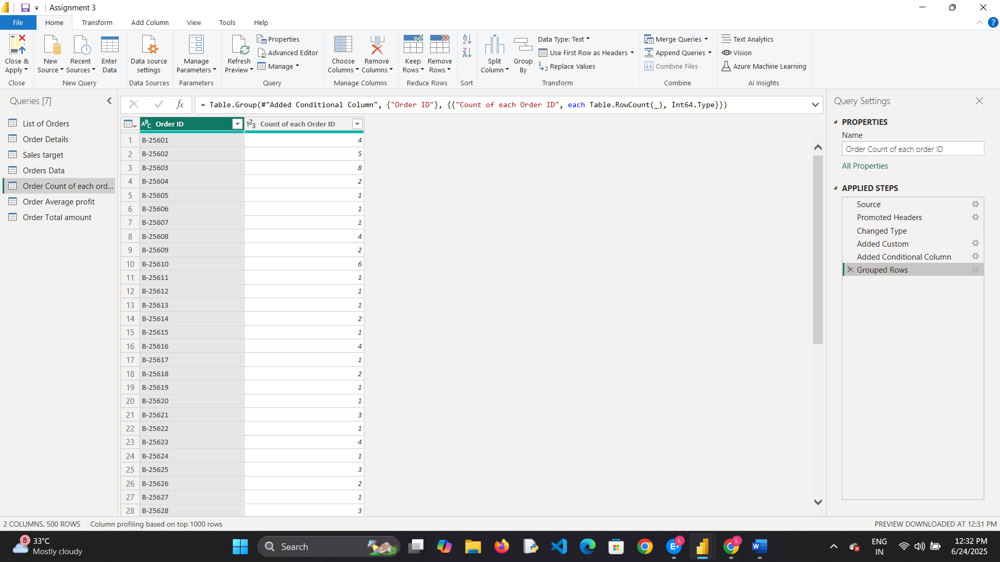 Assignment 3
File Home Transform Add Column View Tools Help
Close & Apply
New Source
Recent Sources
Enter Data
Data source settings
Manage Parameters
Refresh Preview
Properties
Advanced Editor
Manage
Choose Columns
Remove Columns
Keep Rows
Remove Rows
Split Column
Group By
Data Type: Text
Use First Row as Headers
Replace Values
Merge Queries
Append Queries
Combine Files
Text Analytics
Vision
Azure Machine Learning
Close New Query Data Sources Parameters Query Manage Columns Reduce Rows Sort Transform Combine AI Insights
Queries [7]
List of Orders
Order Details
Sales target
Orders Data
Order Count of each ord...
Order Average profit
Order Total amount
= Table.Group(#"Added Conditional Column", {"Order ID"}, {{"Count of each Order ID", each Table.RowCount(_), Int64.Type}})
Order ID Count of each Order ID
1 B-25601 4
2 B-25602 5
3 B-25603 8
4 B-25604 2
5 B-25605 1
6 B-25606 1
7 B-25607 1
8 B-25608 4
9 B-25609 2
10 B-25610 6
11 B-25611 1
12 B-25612 1
13 B-25613 1
14 B-25614 2
15 B-25615 1
16 B-25616 4
17 B-25617 1
18 B-25618 2
19 B-25619 1
20 B-25620 1
21 B-25621 3
22 B-25622 1
23 B-25623 4
24 B-25624 1
25 B-25625 3
26 B-25626 2
27 B-25627 1
28 B-25628 3
Query Settings
PROPERTIES
Name
Order Count of each order ID
All Properties
APPLIED STEPS
Source
Promoted Headers
Changed Type
Added Custom
Added Conditional Column
Grouped Rows
2 COLUMNS, 500 ROWS Column profiling based on top 1000 rows PREVIEW DOWNLOADED AT 12:31 PM
8
33°C
Mostly cloudy
Search
ENG
IN
12:32 PM
6/24/2025